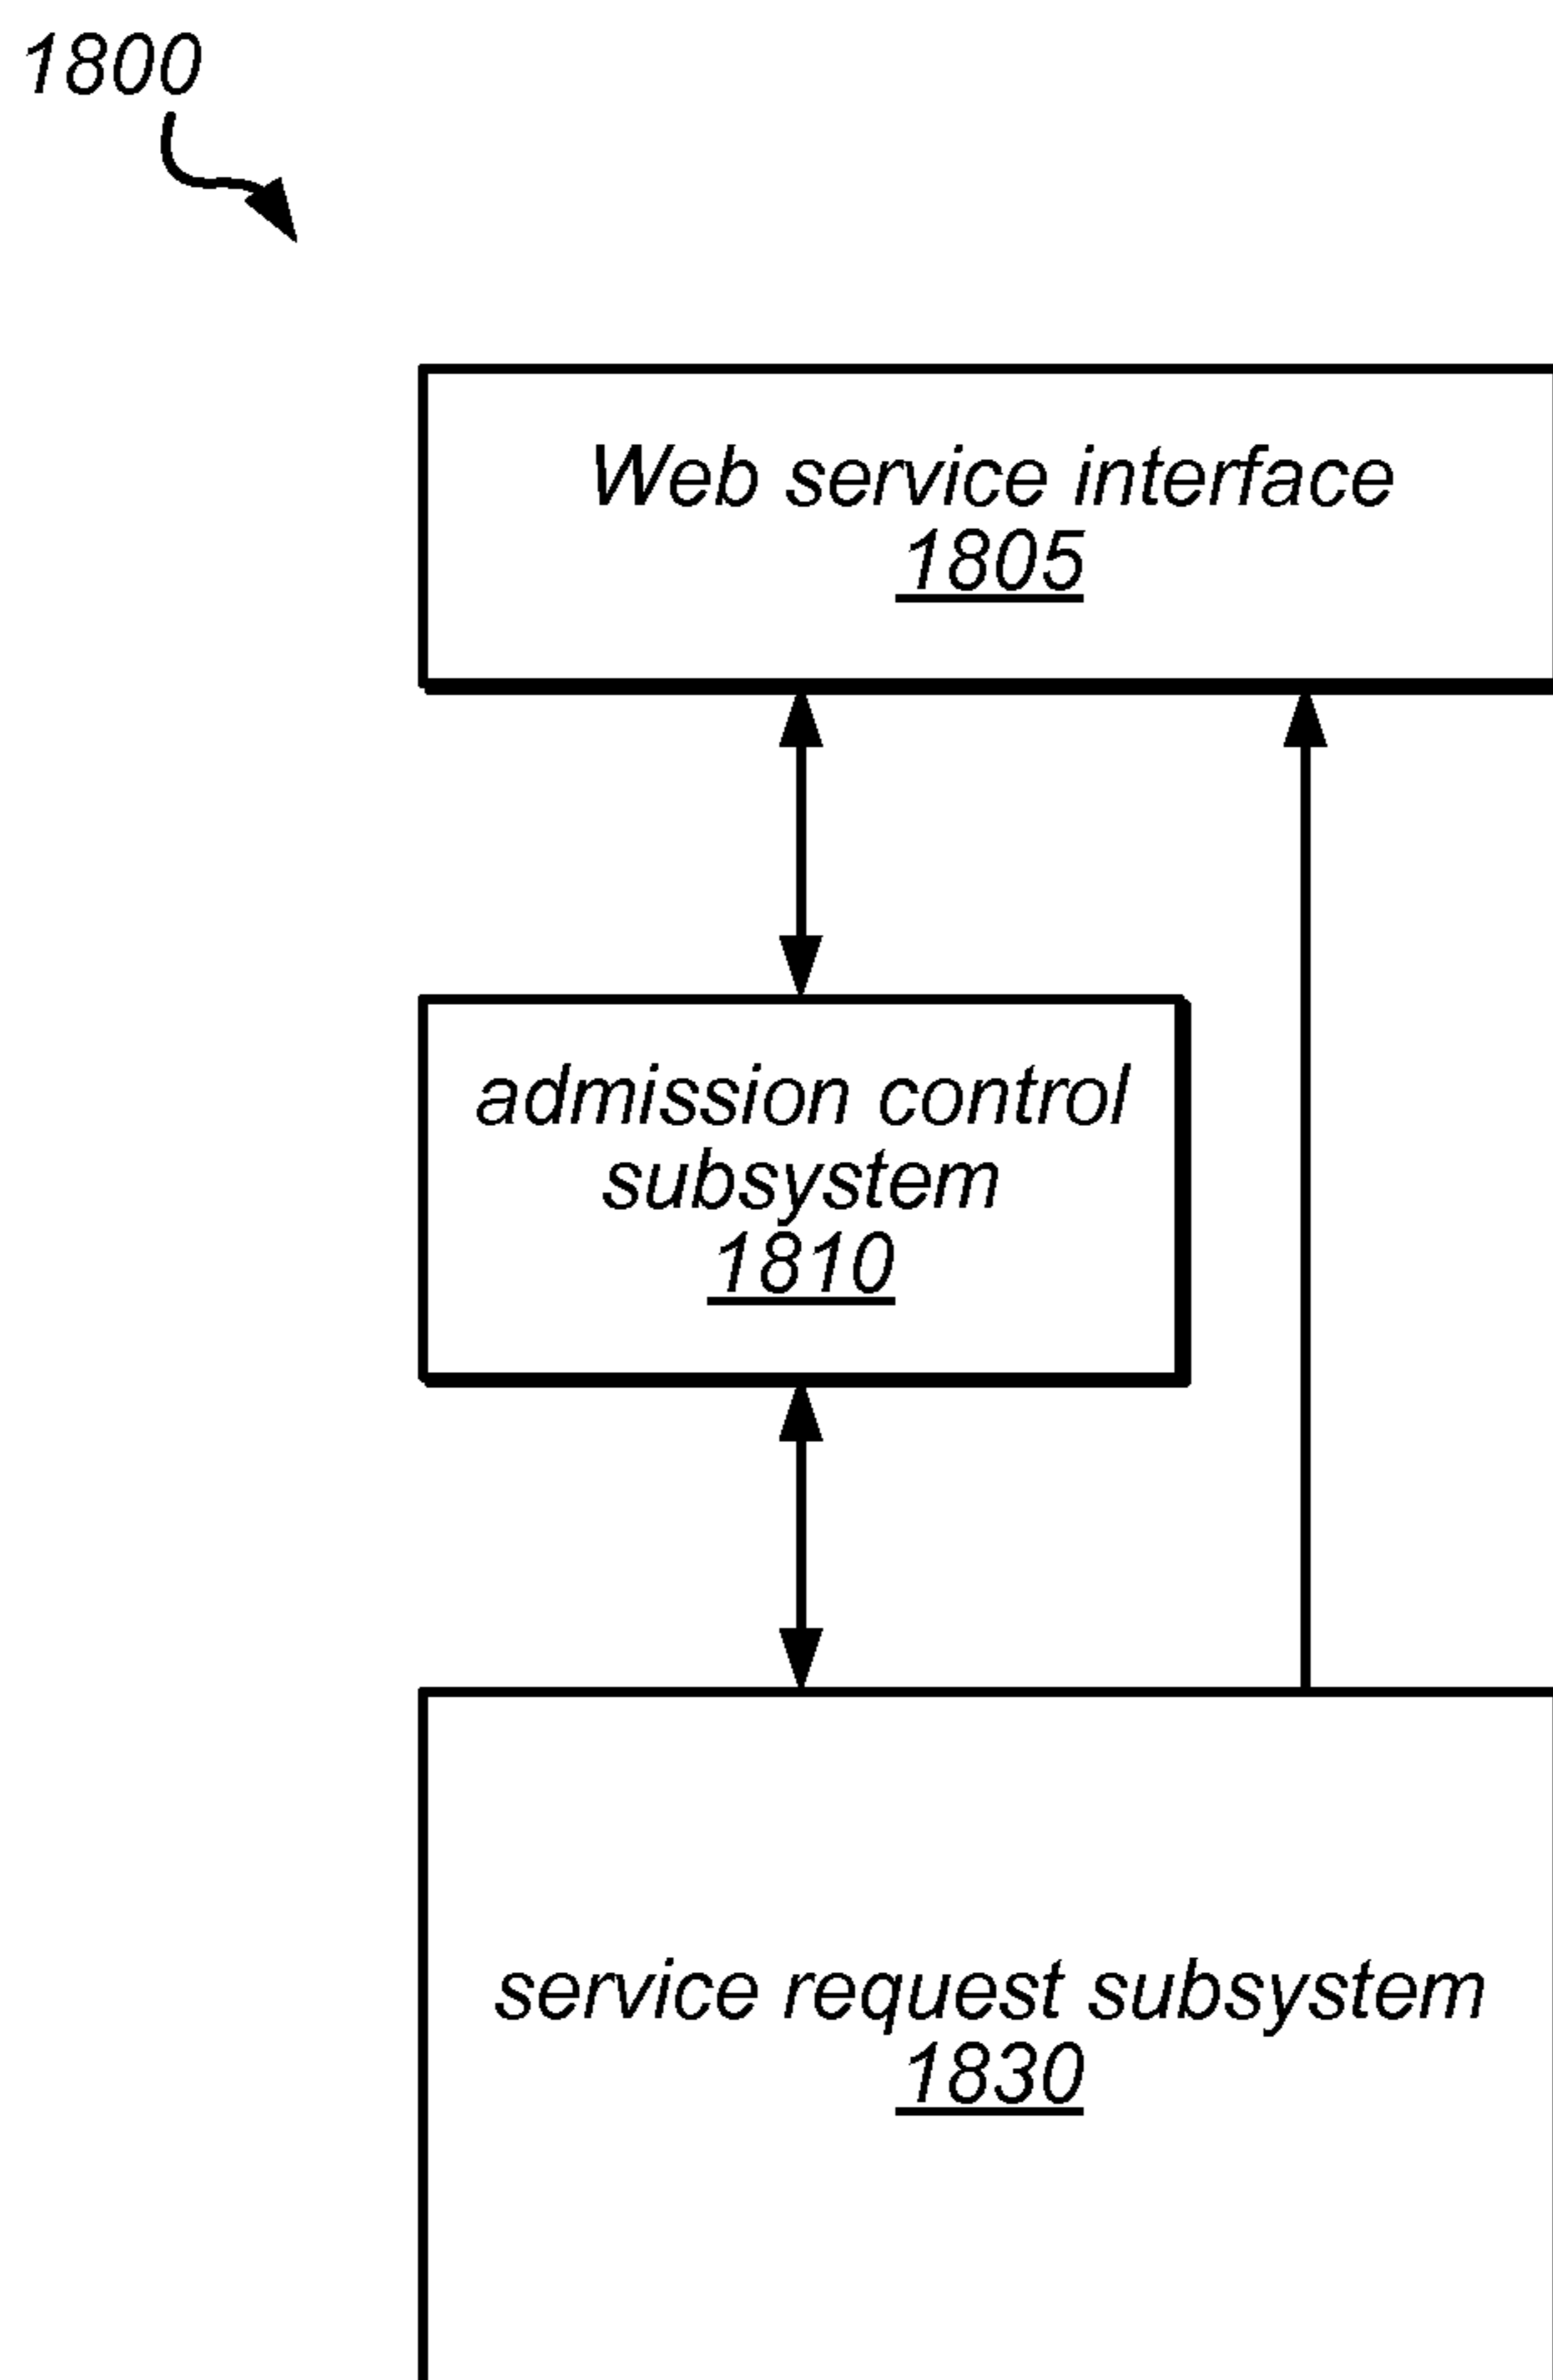 1800
Web service interface
1805
admission control
subsystem
1810
service request subsystem
1830